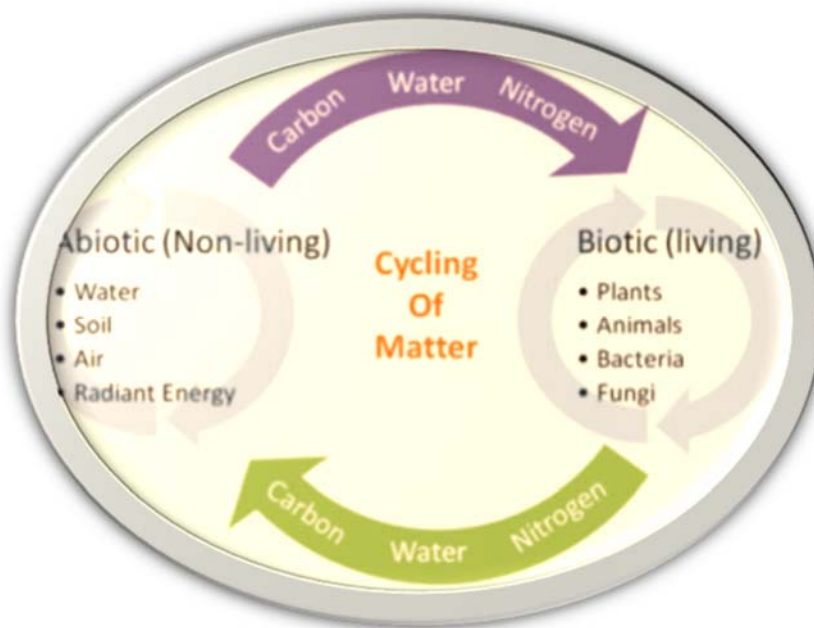 Carbon Water Nitrogen
Abiotic (Non-living)
• Water
• Soil
• Air
• Radiant Energy
Cycling
Of
Matter
Biotic (living)
• Plants
• Animals
• Bacteria
• Fungi
Carbon Water Nitrogen